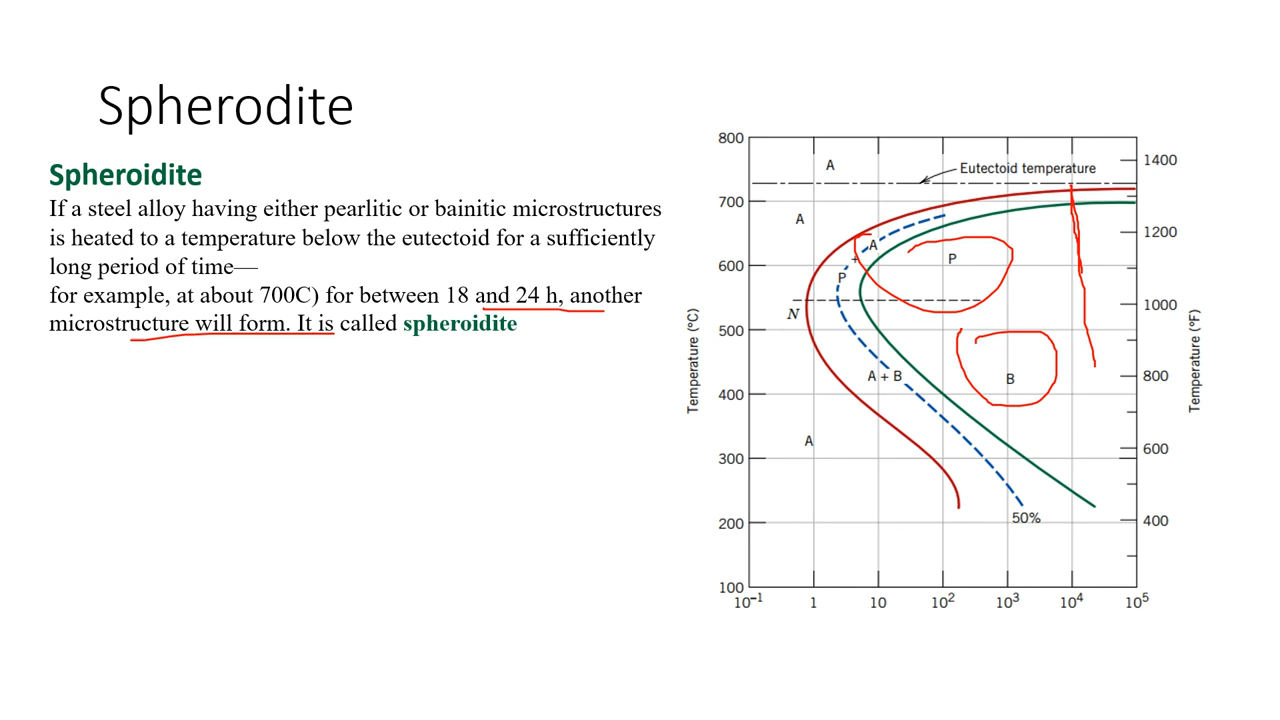 Spherodite
Spheroidite
If a steel alloy having either pearlitic or bainitic microstructures
is heated to a temperature below the eutectoid for a sufficiently
long period of time—
for example, at about 700C) for between 18 and 24 h, another
microstructure will form. It is called spheroidite
800
700
600
500
400
300
200
100
Temperature (°C)
A
Eutectoid temperature
A
A
+
P
P
N
A + B
B
A
50%
10⁻¹
1
10
10²
10³
10⁴
10⁵
1400
1200
1000
800
600
400
Temperature (°F)